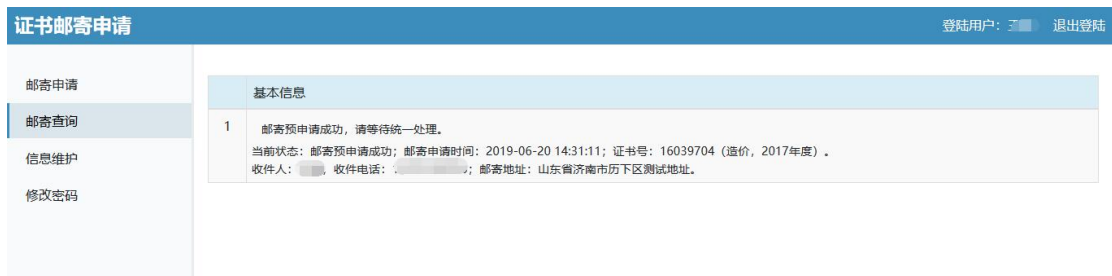 证书邮寄申请
登陆用户: 退出登陆
邮寄申请
邮寄查询
信息维护
修改密码
基本信息
1 邮寄预申请成功，请等待统一处理。
当前状态：邮寄预申请成功；邮寄申请时间：2019-06-20 14:31:11；证书号：16039704（造价，2017年度）.
收件人： ，收件电话： ；邮寄地址：山东省济南市历下区测试地址。